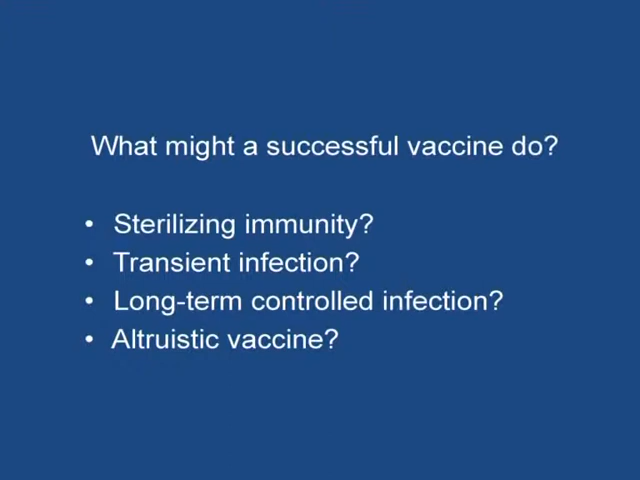 What might a successful vaccine do?
• Sterilizing immunity?
• Transient infection?
• Long-term controlled infection?
• Altruistic vaccine?